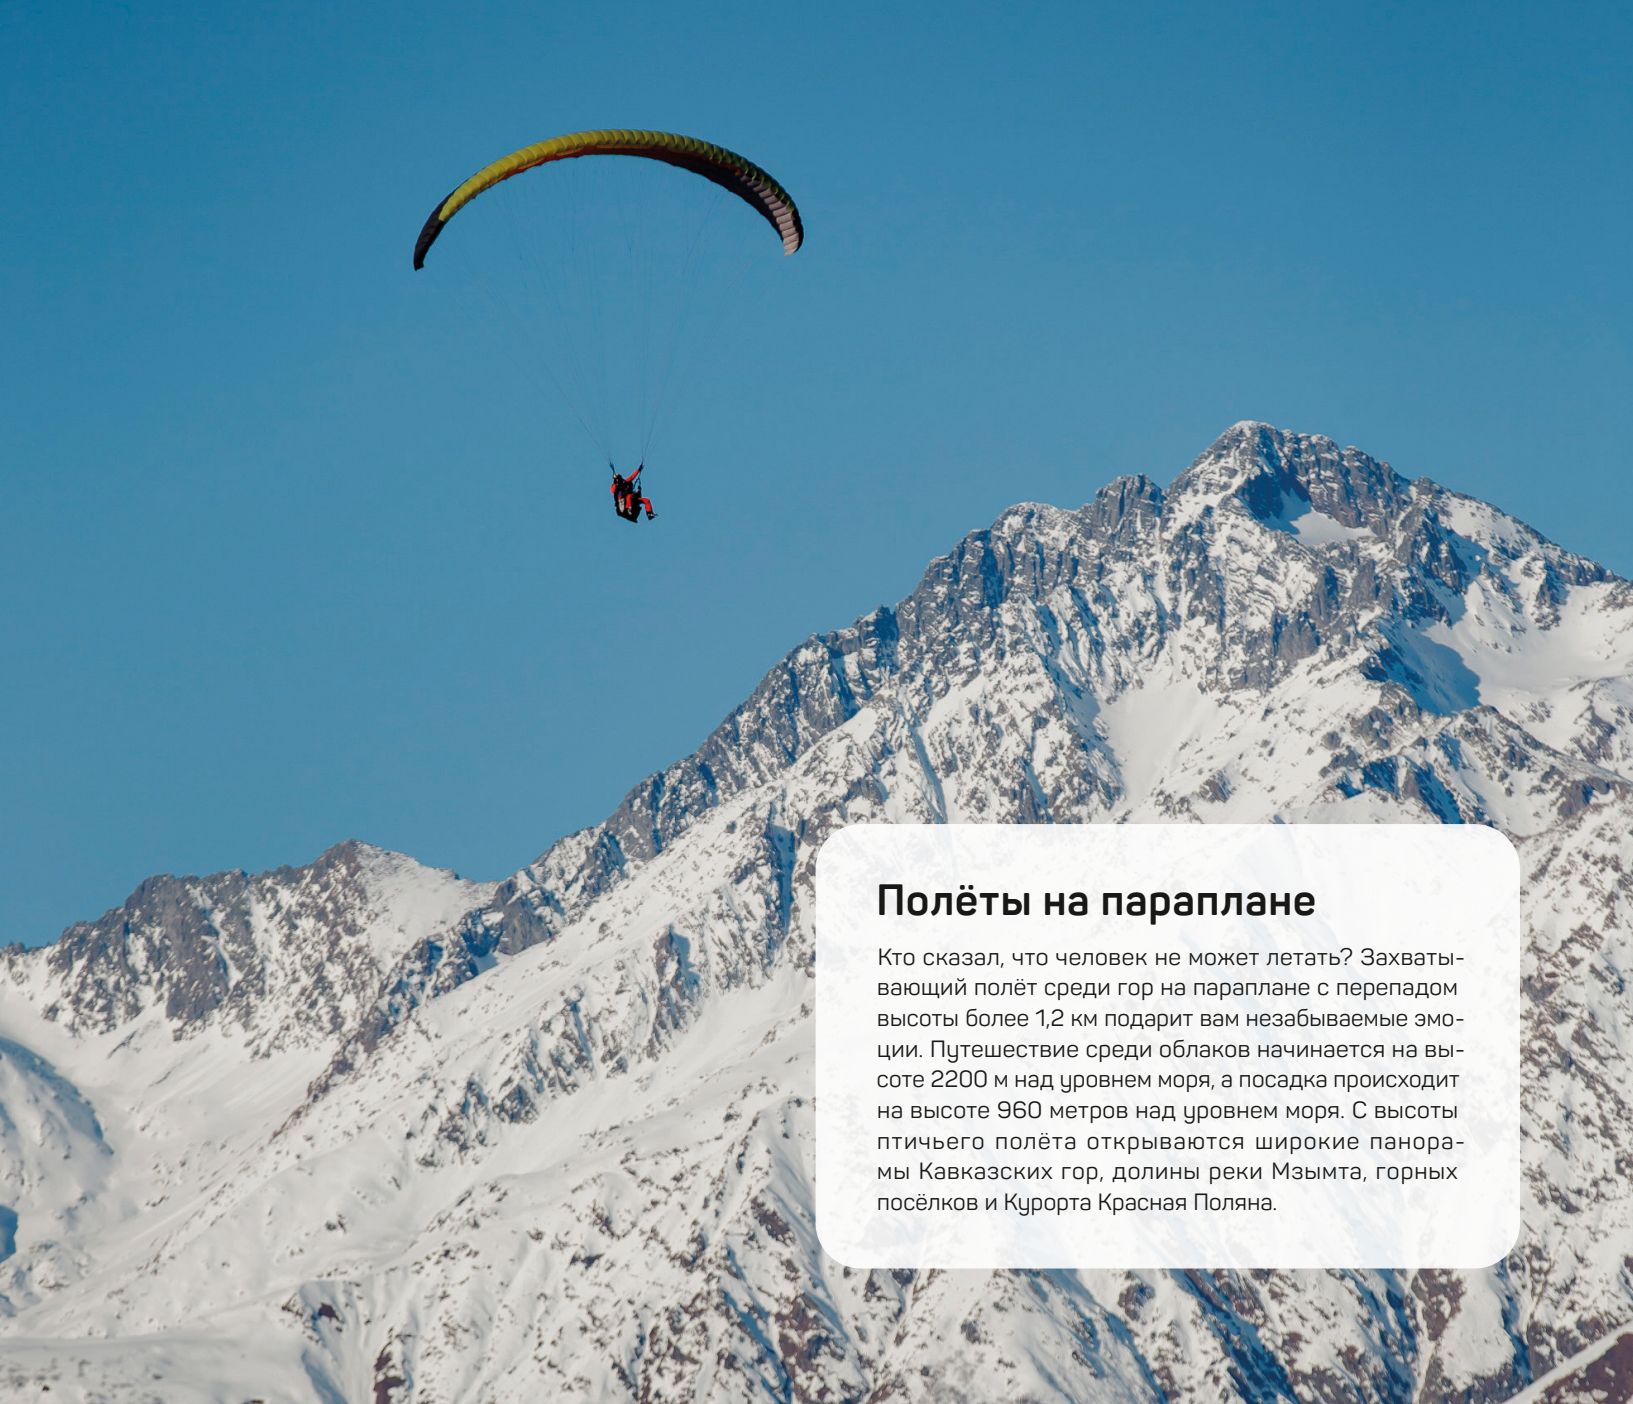 Полёты на параплане
Кто сказал, что человек не может летать? Захваты-
вающий полёт среди гор на параплане с перепадом
высоты более 1,2 км подарит вам незабываемые эмо-
ции. Путешествие среди облаков начинается на вы-
соте 2200 м над уровнем моря, а посадка происходит
на высоте 960 метров над уровнем моря. С высоты
птичьего полёта открываются широкие панора-
мы Кавказских гор, долины реки Мзымта, горных
посёлков и Курорта Красная Поляна.